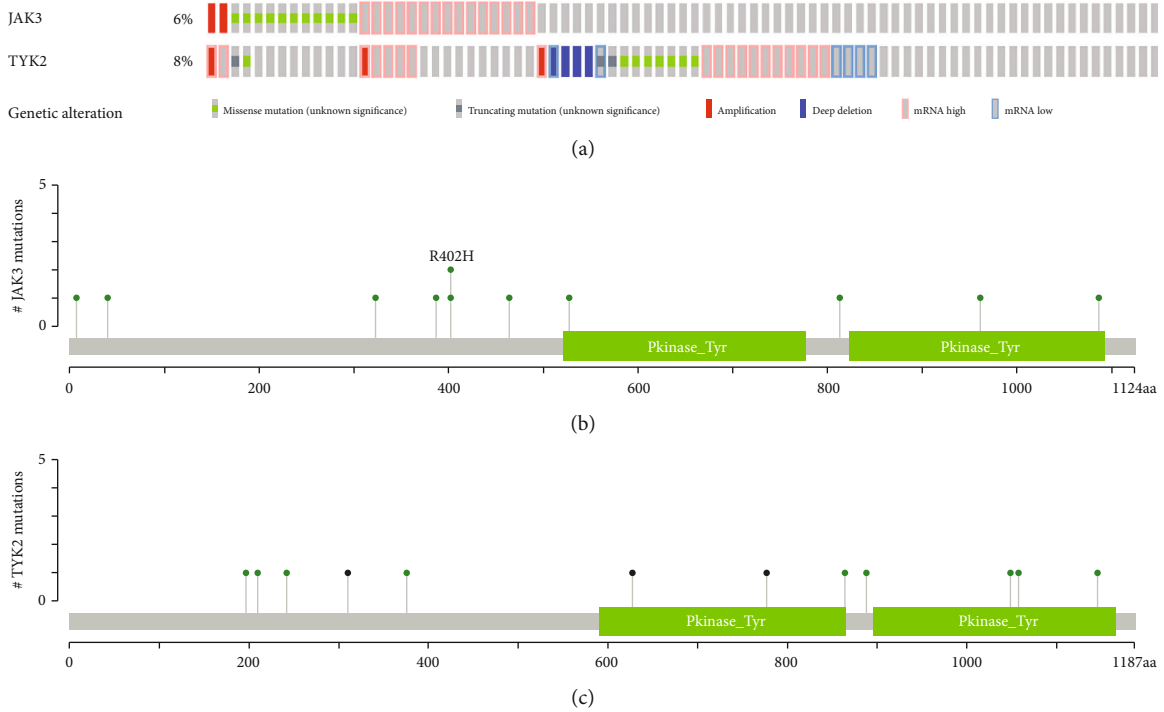 JAK3 6%
TYK2 8%
Genetic alteration Missense mutation (unknown significance) Truncating mutation (unknown significance) Amplification Deep deletion mRNA high mRNA low
(a)
5
R402H
# JAK3 mutations
0
Pkinase_Tyr Pkinase_Tyr
0 200 400 600 800 1000 1124aa
(b)
5
# TYK2 mutations
0
Pkinase_Tyr Pkinase_Tyr
0 200 400 600 800 1000 1187aa
(c)